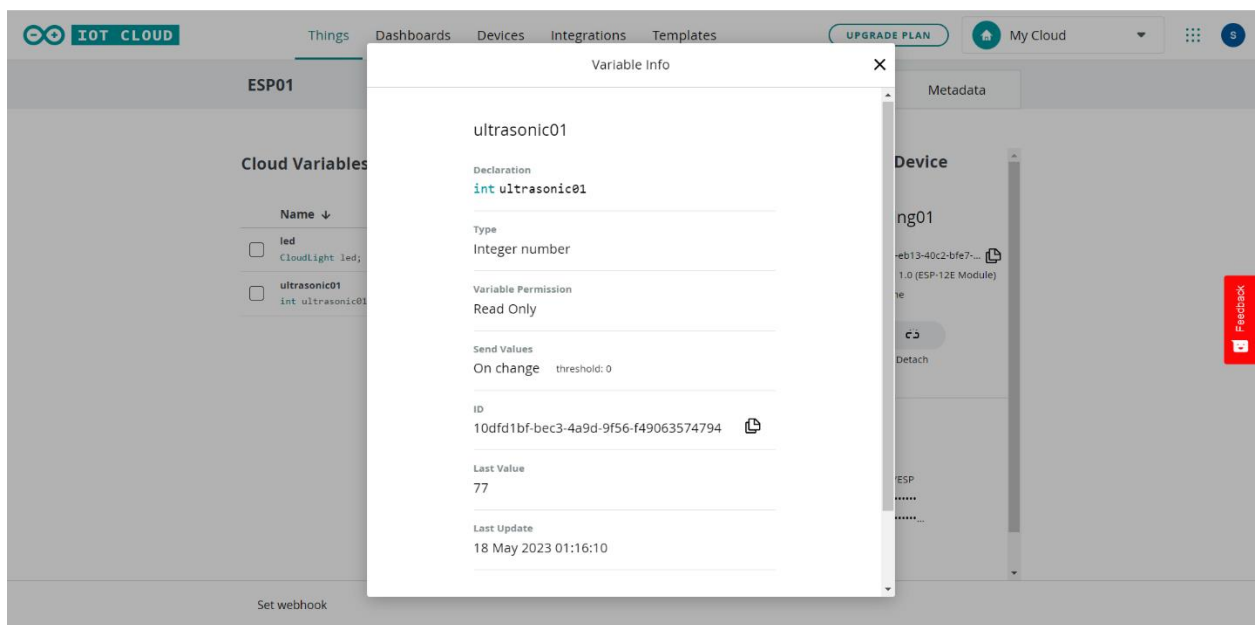 IOT CLOUD
Things Dashboards Devices Integrations Templates
UPGRADE PLAN
My Cloud
S
ESP01
Metadata
Variable Info
ultrasonic01
Declaration
int ultrasonic01
Type
Integer number
Variable Permission
Read Only
Send Values
On change threshold: 0
ID
10dfd1bf-bec3-4a9d-9f56-f49063574794
Last Value
77
Last Update
18 May 2023 01:16:10
Cloud Variables
Name ↓
led
CloudLight led;
ultrasonic01
int ultrasonic01
Device
ng01
-eb13-40c2-bfe7-...
1.0 (ESP-12E Module)
ne
Detach
/ESP
••••••
••••••...
Set webhook
Feedback